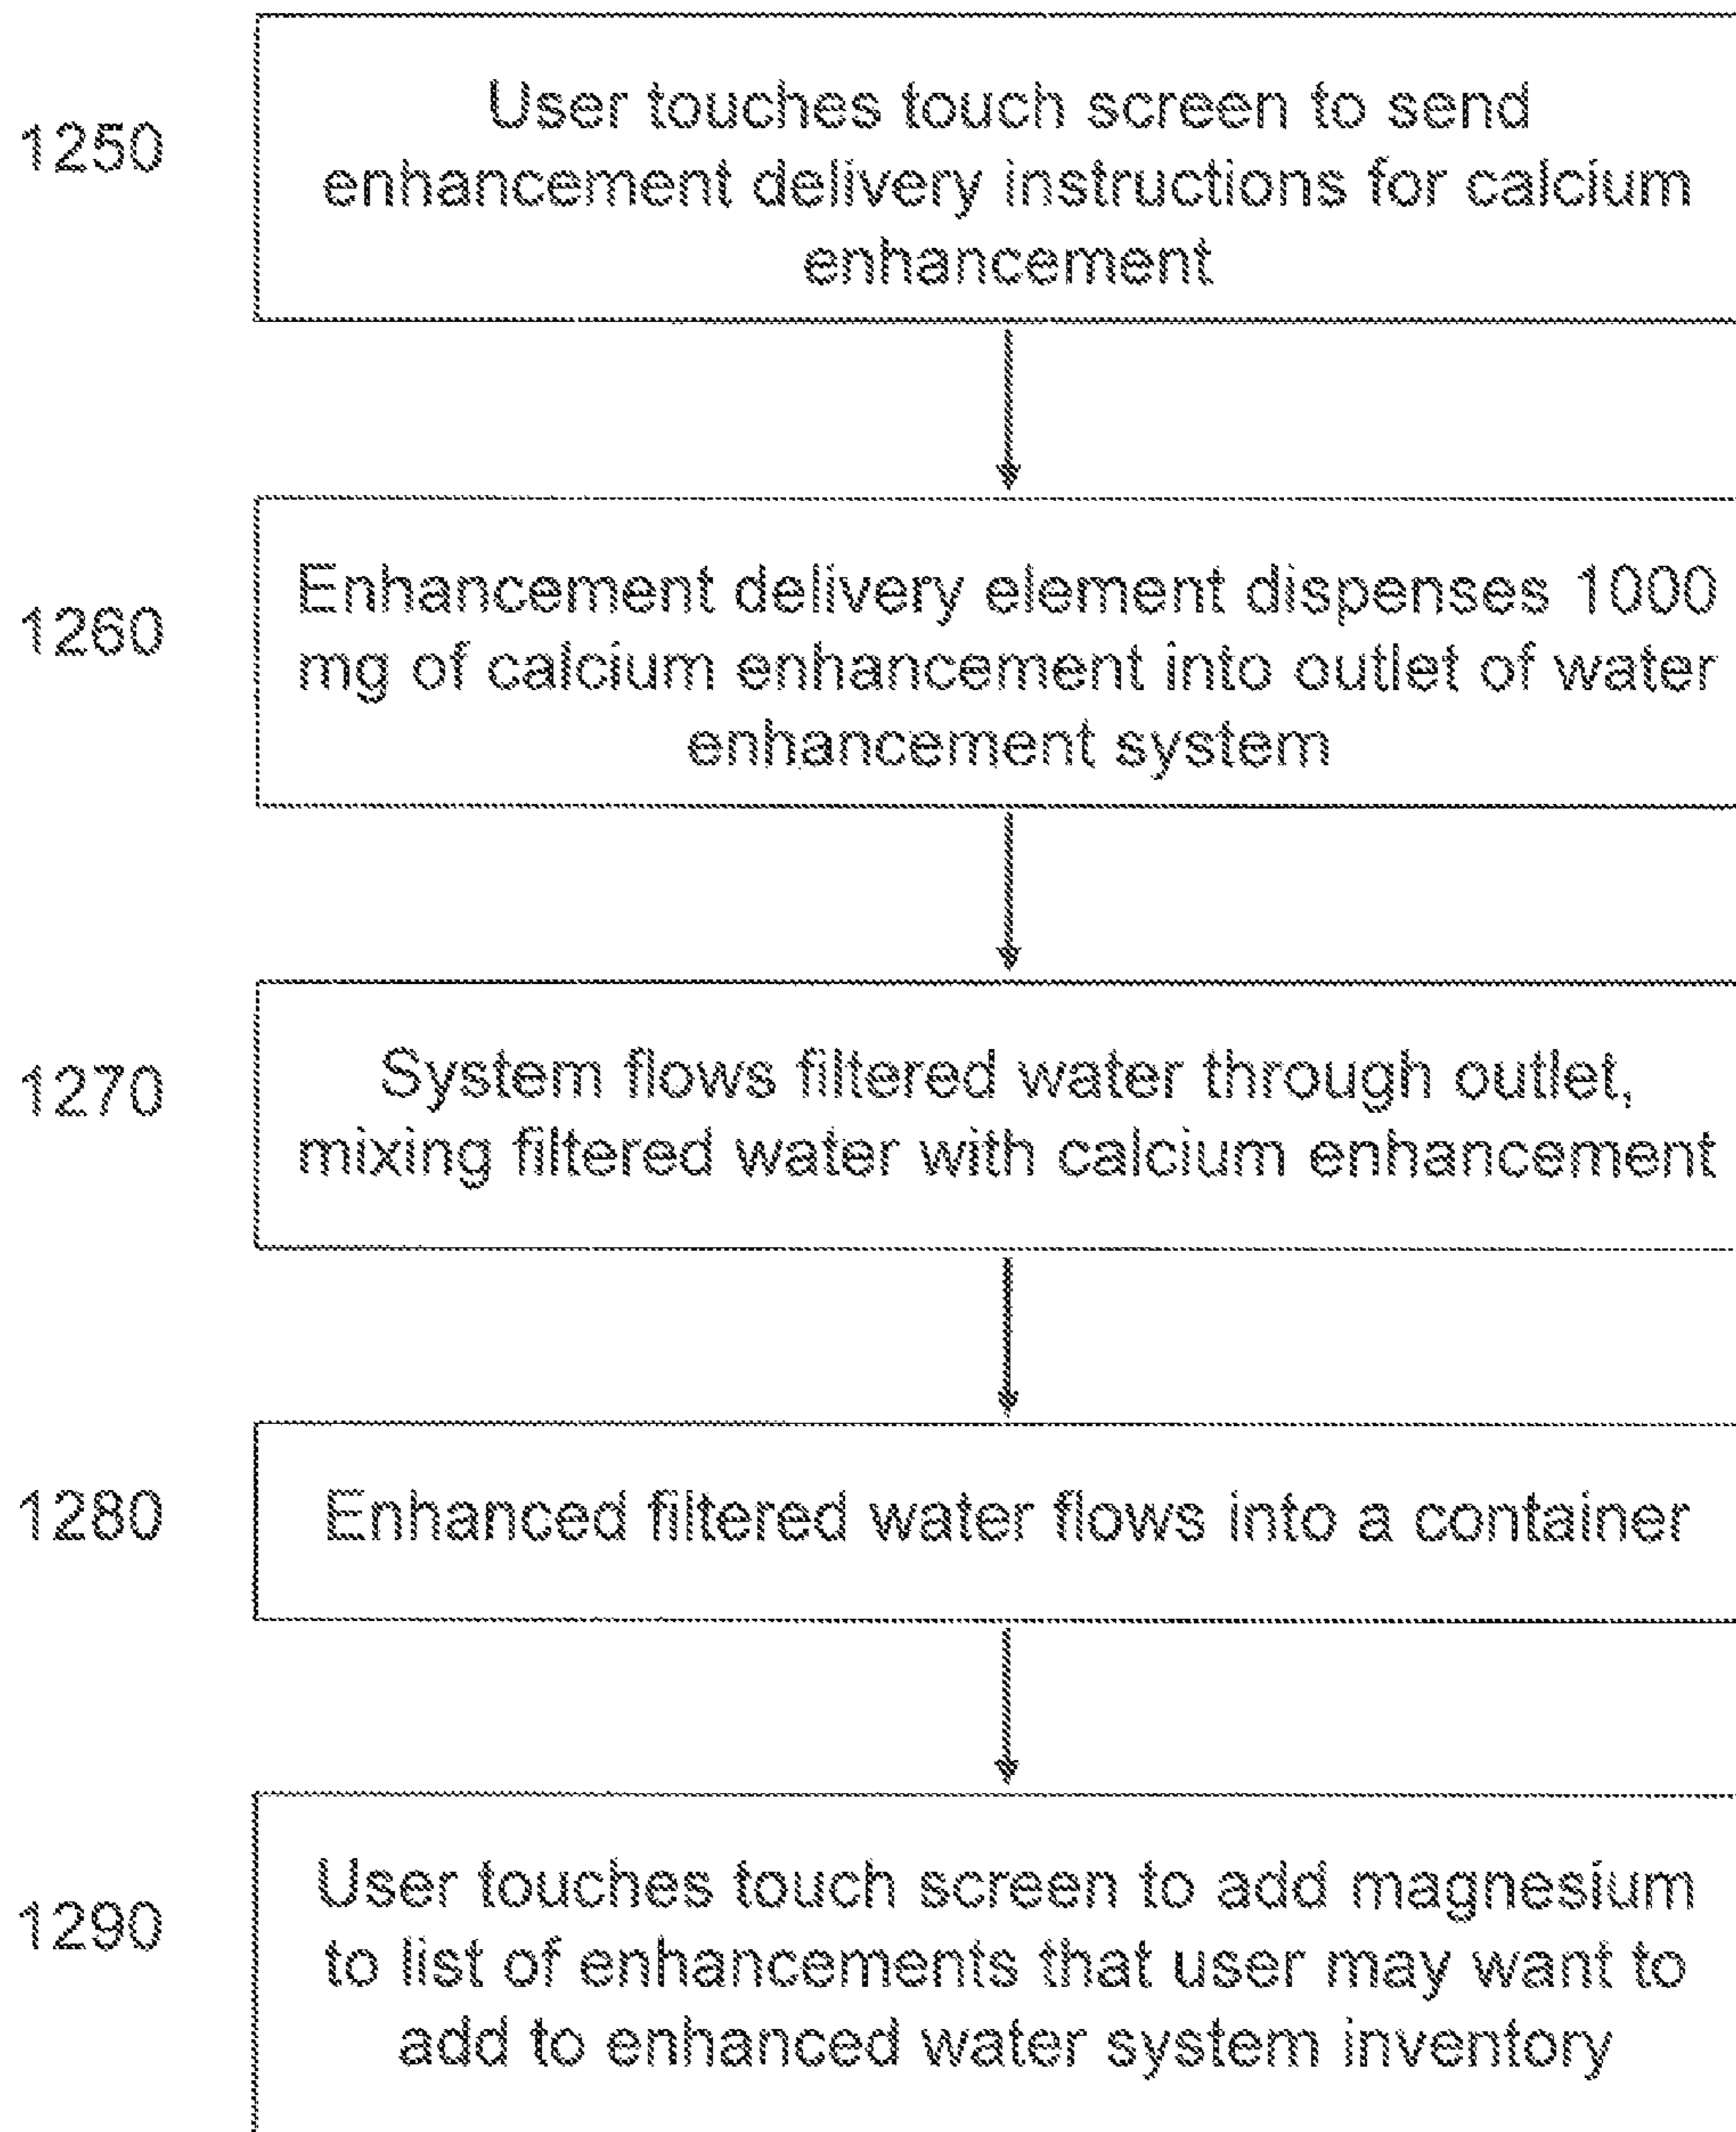 1250
User touches touch screen to send
enhancement delivery instructions for calcium
enhancement
1260
Enhancement delivery element dispenses 1000
mg of calcium enhancement into outlet of water
enhancement system
1270
System flows filtered water through outlet,
mixing filtered water with calcium enhancement
1280
Enhanced filtered water flows into a container
1290
User touches touch screen to add magnesium
to list of enhancements that user may want to
add to enhanced water system inventory